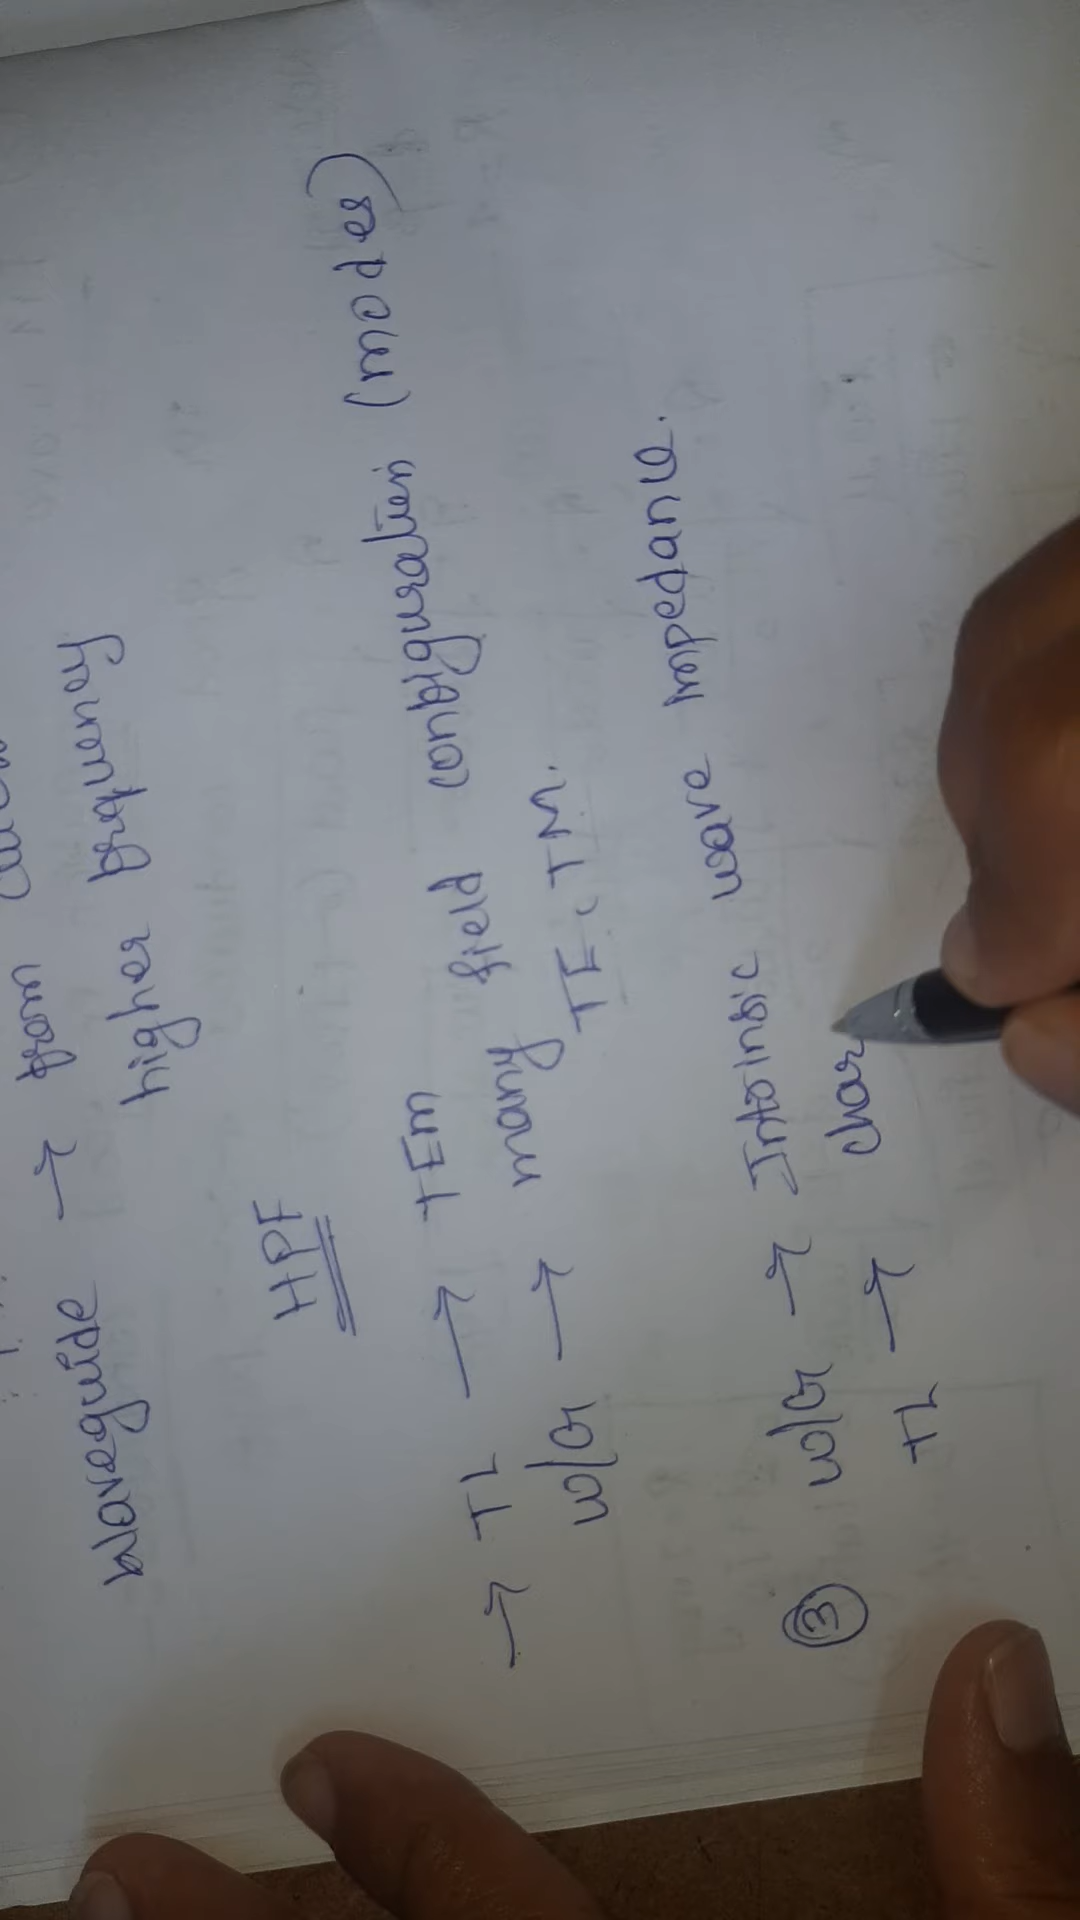 Waveguide → from
higher frequency
HPF
→ TL → TEM
W/G → many field configuration (modes)
TE, TM.
③ W/G → Intrinsic wave impedance.
TL → char